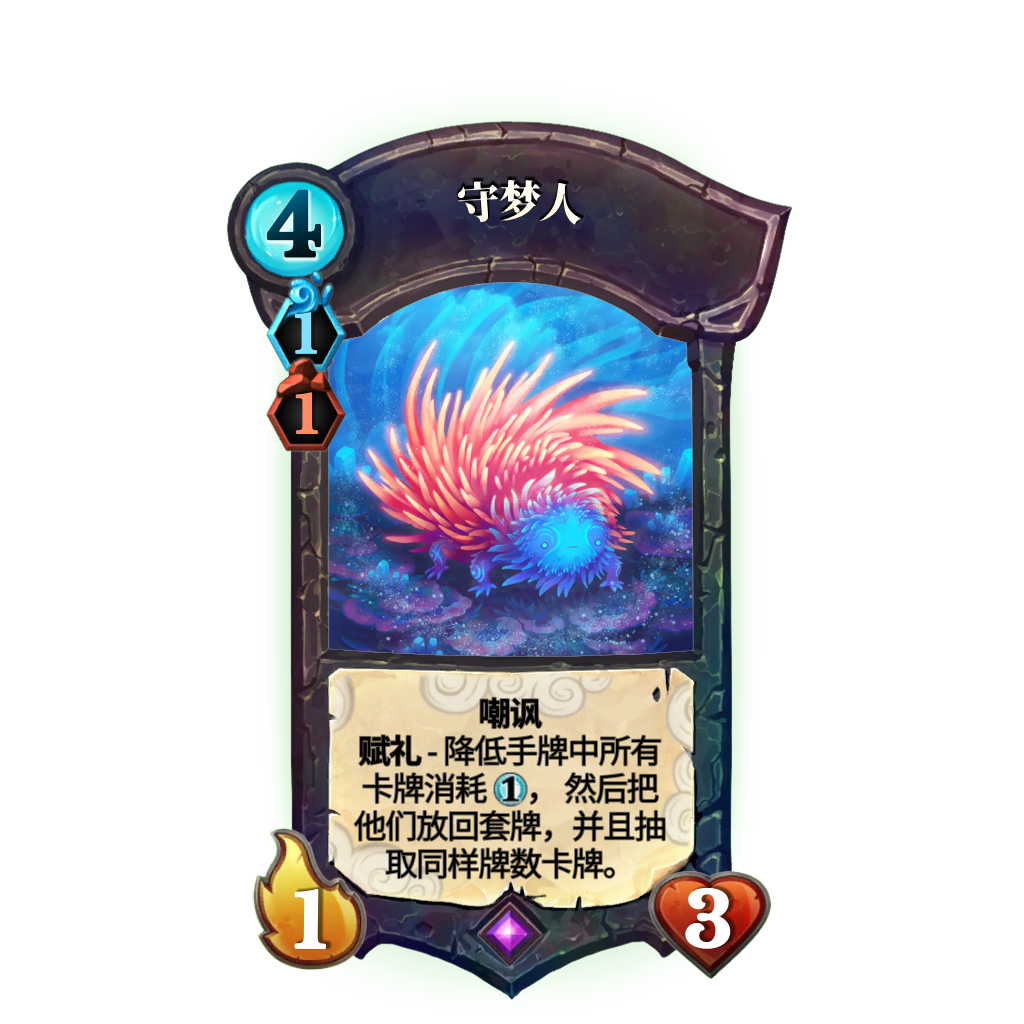 守梦人
4
1
1
嘲讽
赋礼 - 降低手牌中所有
卡牌消耗 1， 然后把
他们放回套牌，并且抽
取同样牌数卡牌。
1
3